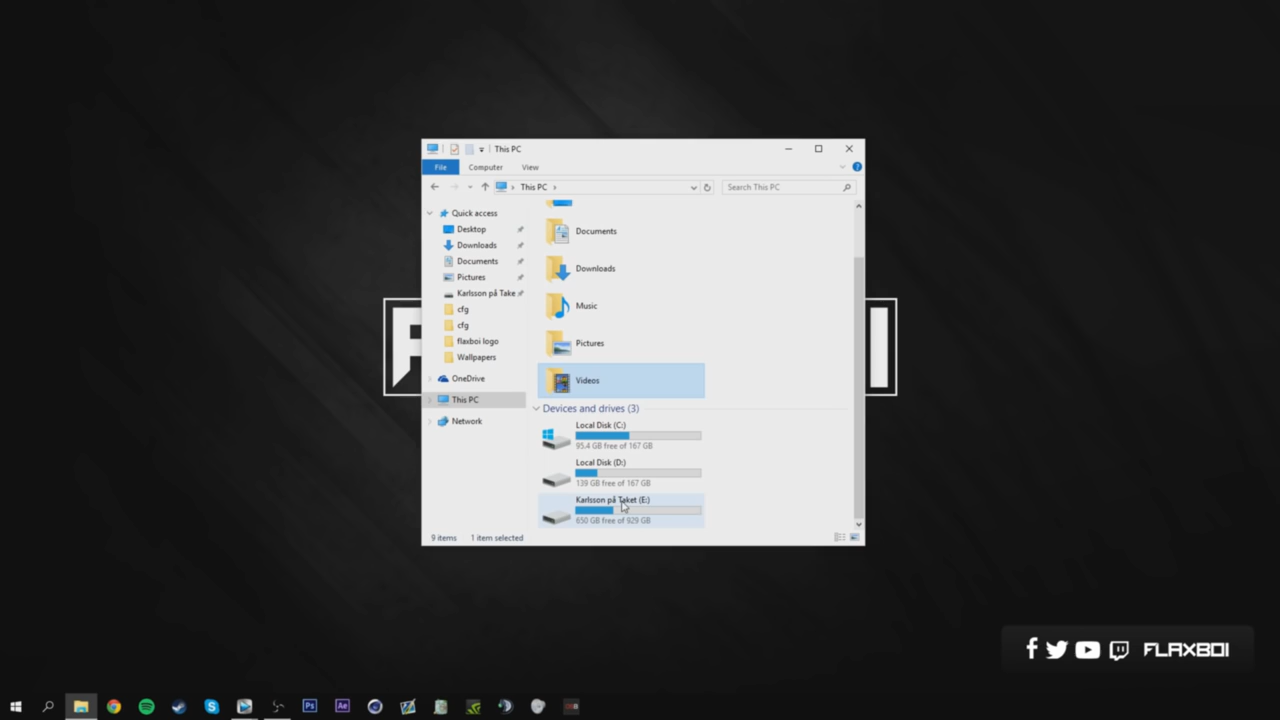 This PC
File Computer View
This PC
Search This PC
Quick access
Desktop
Downloads
Documents
Pictures
Karlsson på Take
cfg
cfg
flaxboi logo
Wallpapers
OneDrive
This PC
Network
Documents
Downloads
Music
Pictures
Videos
Devices and drives (3)
Local Disk (C:)
95.4 GB free of 167 GB
Local Disk (D:)
139 GB free of 167 GB
Karlsson på Taket (E:)
650 GB free of 929 GB
9 items 1 item selected
FLAXBOI
Ps Ae